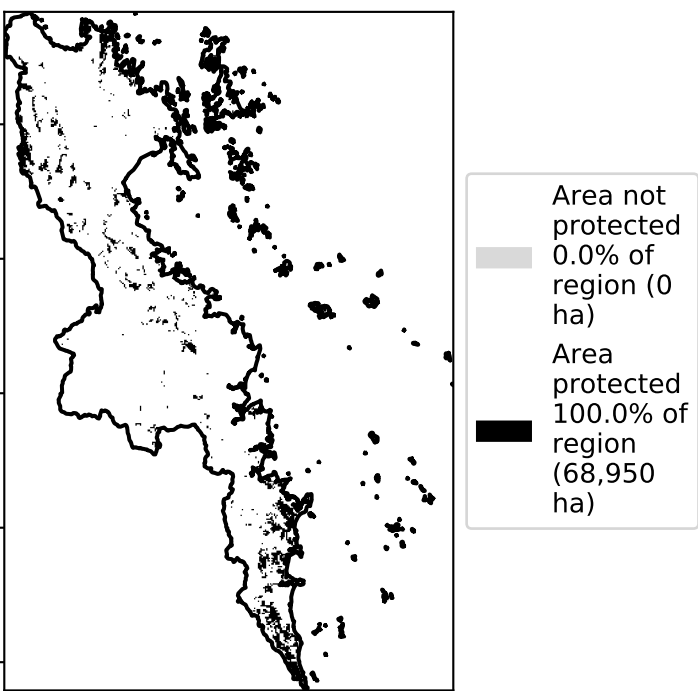 Area not
protected
0.0% of
region (0
ha)
Area
protected
100.0% of
region
(68,950
ha)